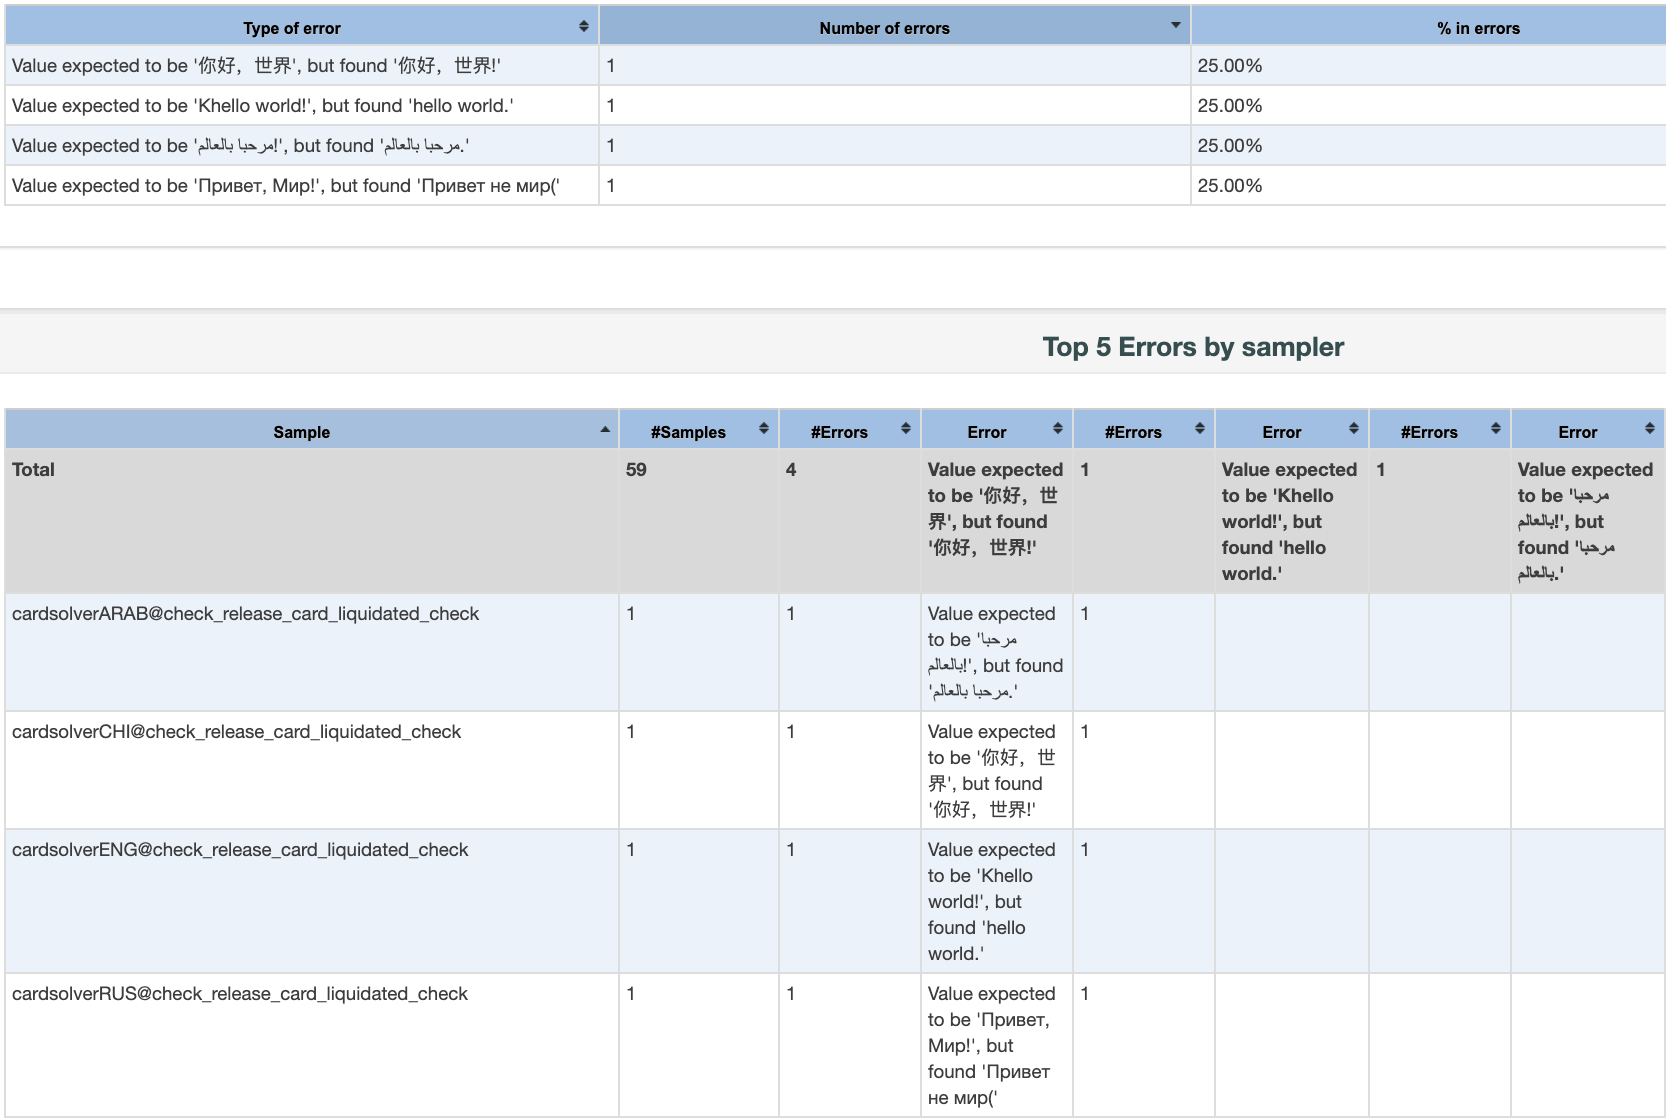 Type of error Number of errors % in errors
Value expected to be '你好，世界', but found '你好，世界!' 1 25.00%
Value expected to be 'Khello world!', but found 'hello world.' 1 25.00%
Value expected to be 'مرحبا بالعالم!', but found 'مرحبا بالعالم.' 1 25.00%
Value expected to be 'Привет, Мир!', but found 'Привет не мир(' 1 25.00%
Top 5 Errors by sampler
Sample #Samples #Errors Error #Errors Error #Errors Error
Total 59 4
Value expected
to be '你好，世
界', but found
'你好，世界!'
1
Value expected
to be 'Khello
world!', but
found 'hello
world.'
1
Value expected
to be 'مرحبا
بالعالم!', but
found 'مرحبا
بالعالم.'
cardsolverARAB@check_release_card_liquidated_check 1 1
Value expected
to be 'مرحبا
بالعالم!', but found
'مرحبا بالعالم.'
1
cardsolverCHI@check_release_card_liquidated_check 1 1
Value expected
to be '你好，世
界', but found
'你好，世界!'
1
cardsolverENG@check_release_card_liquidated_check 1 1
Value expected
to be 'Khello
world!', but
found 'hello
world.'
1
cardsolverRUS@check_release_card_liquidated_check 1 1
Value expected
to be 'Привет,
Мир!', but
found 'Привет
не мир('
1